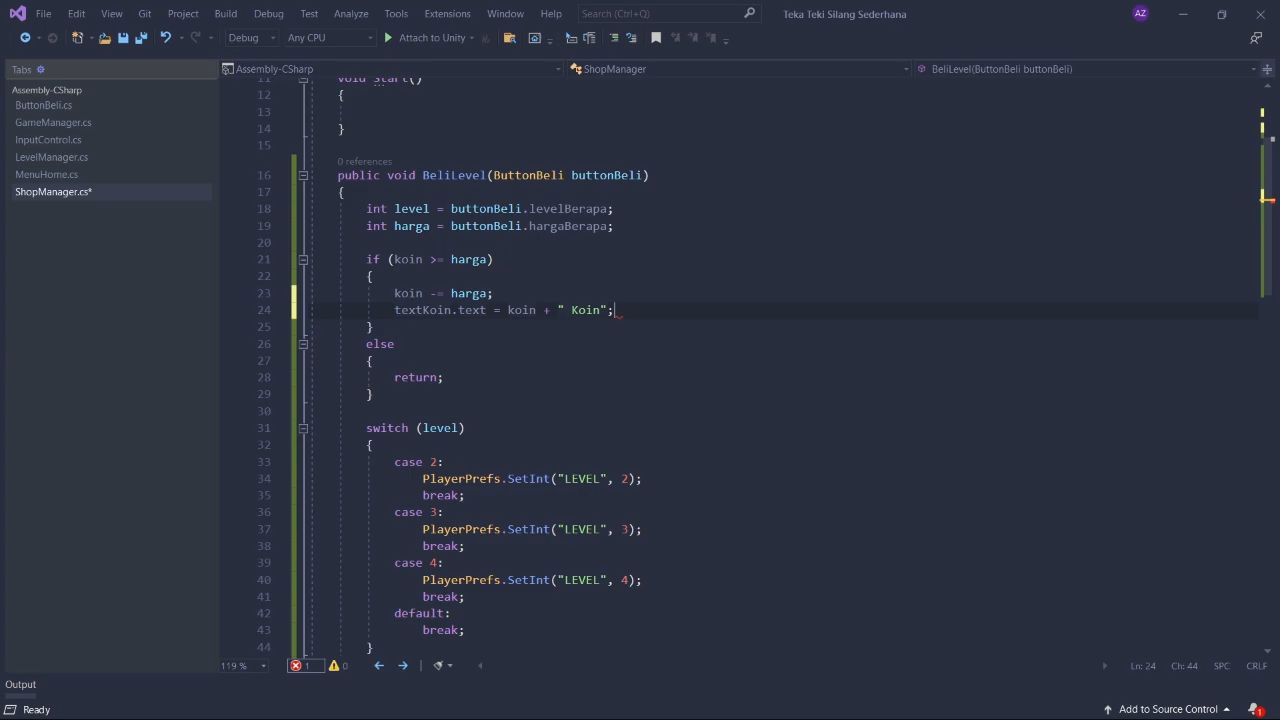 File Edit View Git Project Build Debug Test Analyze Tools Extensions Window Help Search (Ctrl+Q) Teka Teki Silang Sederhana AZ
Debug Any CPU Attach to Unity
Tabs Assembly-CSharp ShopManager BeliLevel(ButtonBeli buttonBeli)
Assembly-CSharp
ButtonBeli.cs
GameManager.cs
InputControl.cs
LevelManager.cs
MenuHome.cs
ShopManager.cs*
11 void Start()
12 {
13
14 }
15
0 references
16 public void BeliLevel(ButtonBeli buttonBeli)
17 {
18 int level = buttonBeli.levelBerapa;
19 int harga = buttonBeli.hargaBerapa;
20
21 if (koin >= harga)
22 {
23 koin -= harga;
24 textKoin.text = koin + " Koin";
25 }
26 else
27 {
28 return;
29 }
30
31 switch (level)
32 {
33 case 2:
34 PlayerPrefs.SetInt("LEVEL", 2);
35 break;
36 case 3:
37 PlayerPrefs.SetInt("LEVEL", 3);
38 break;
39 case 4:
40 PlayerPrefs.SetInt("LEVEL", 4);
41 break;
42 default:
43 break;
44 }
119 % 1 0 Ln: 24 Ch: 44 SPC CRLF
Output
Ready Add to Source Control 1